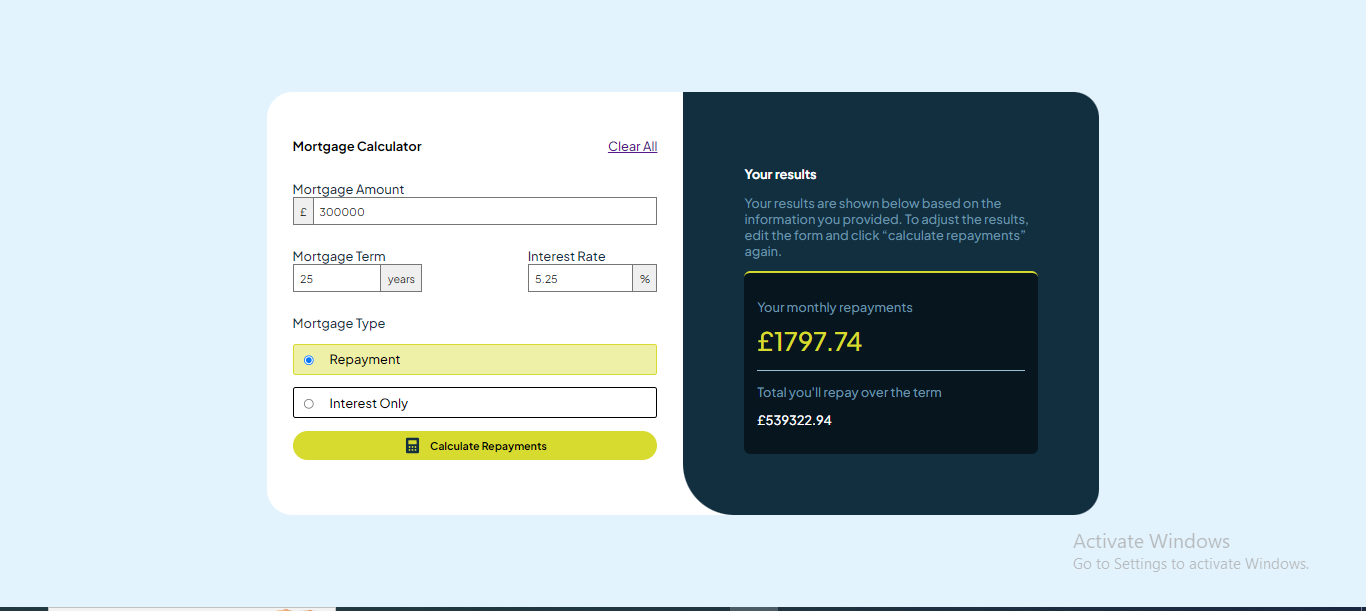 Mortgage Calculator
Clear All
Mortgage Amount
£ 300000
Mortgage Term
25 years
Interest Rate
5.25 %
Mortgage Type
Repayment
Interest Only
Calculate Repayments
Your results
Your results are shown below based on the
information you provided. To adjust the results,
edit the form and click “calculate repayments”
again.
Your monthly repayments
£1797.74
Total you'll repay over the term
£539322.94
Activate Windows
Go to Settings to activate Windows.